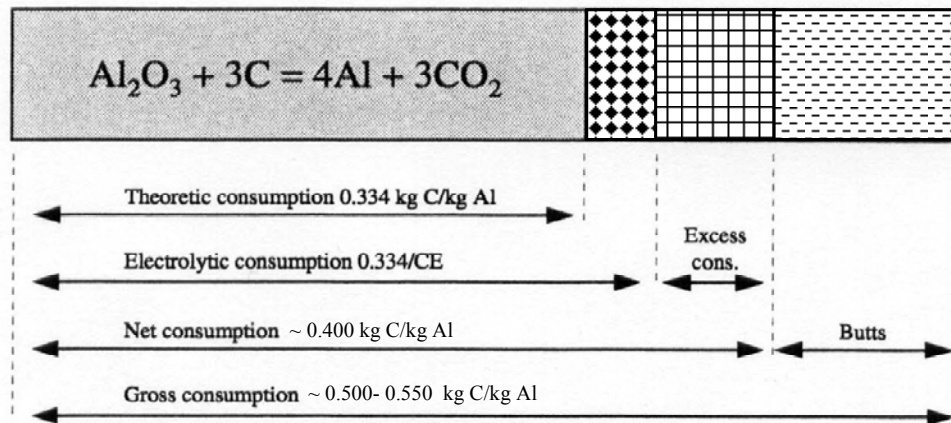 Al₂O₃ + 3C = 4Al + 3CO₂
Theoretic consumption 0.334 kg C/kg Al
Excess
cons.
Electrolytic consumption 0.334/CE
Net consumption ~ 0.400 kg C/kg Al
Butts
Gross consumption ~ 0.500- 0.550 kg C/kg Al